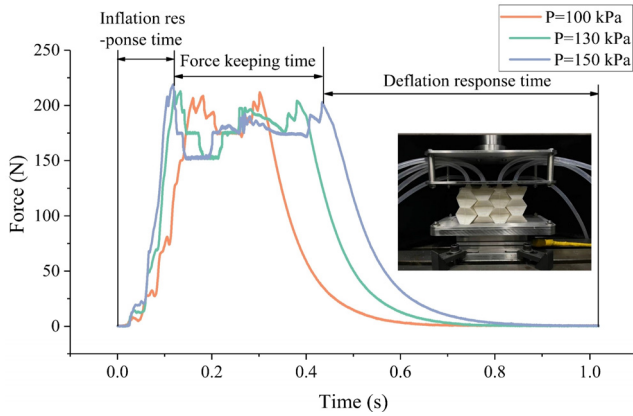 Inflation res
-ponse time
Force keeping time
Deflation response time
P=100 kPa
P=130 kPa
P=150 kPa
250
200
150
100
50
0
Force (N)
0.0 0.2 0.4 0.6 0.8 1.0
Time (s)